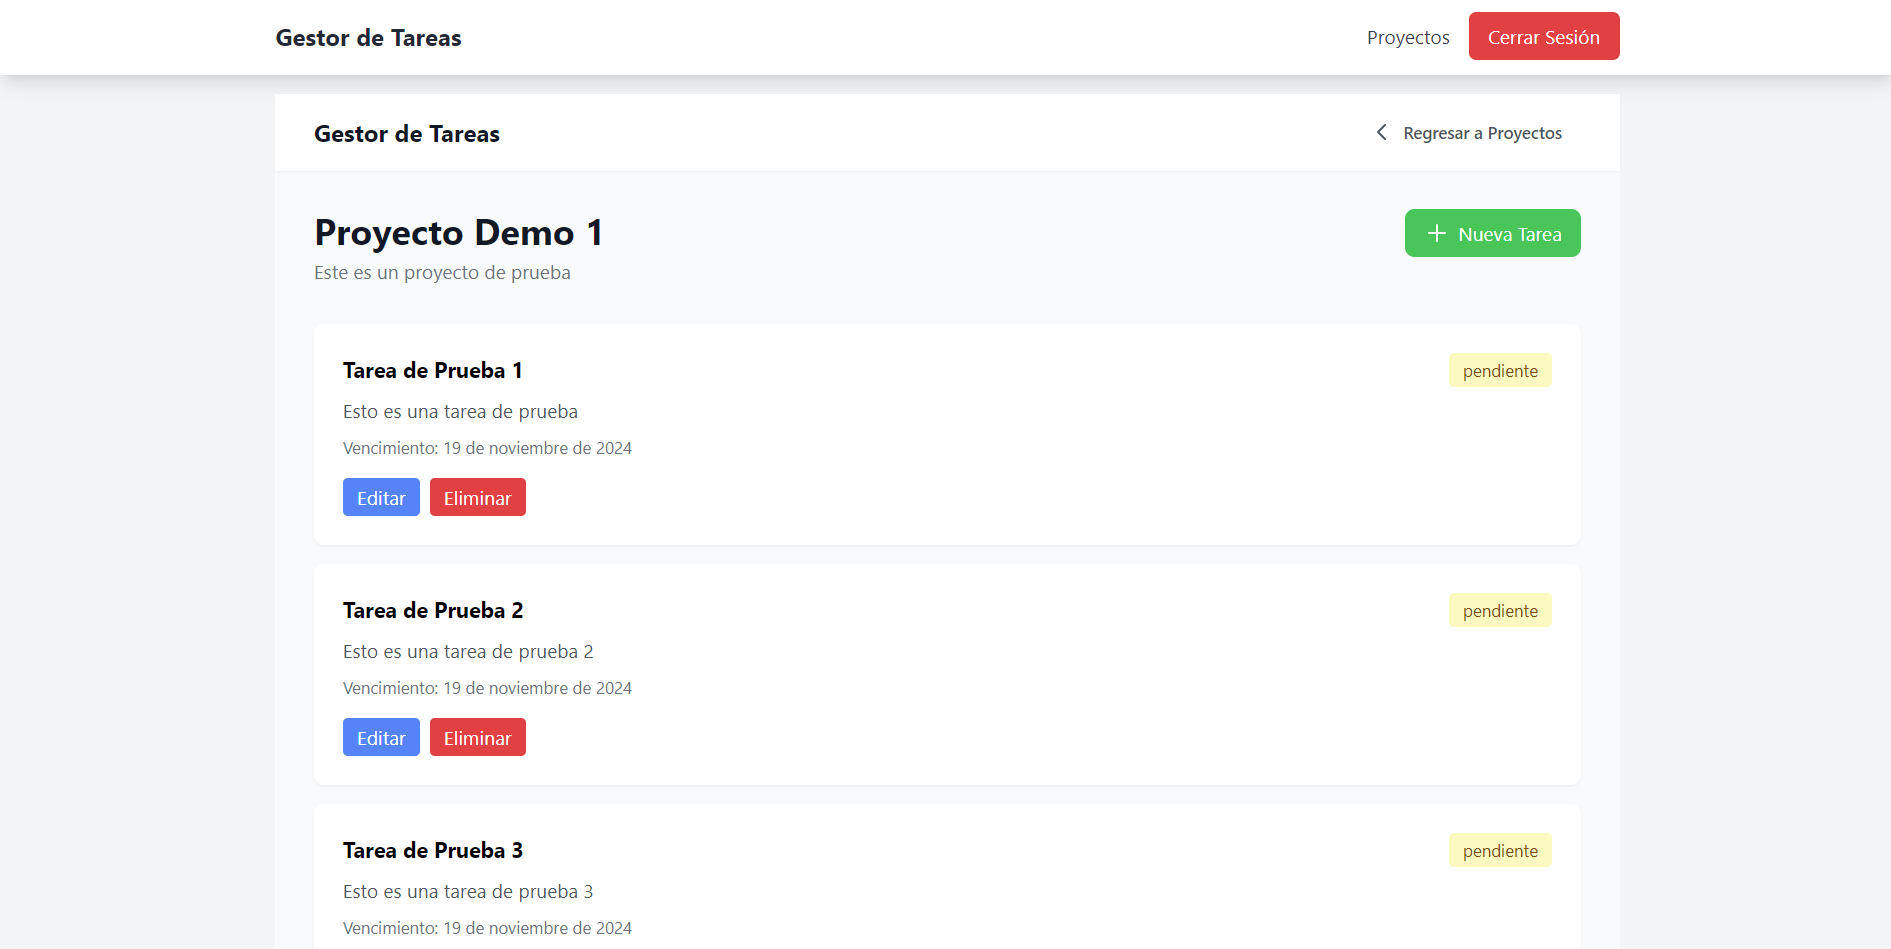 Gestor de Tareas
Proyectos
Cerrar Sesión
Gestor de Tareas
Regresar a Proyectos
Proyecto Demo 1
Nueva Tarea
Este es un proyecto de prueba
Tarea de Prueba 1
pendiente
Esto es una tarea de prueba
Vencimiento: 19 de noviembre de 2024
Editar
Eliminar
Tarea de Prueba 2
pendiente
Esto es una tarea de prueba 2
Vencimiento: 19 de noviembre de 2024
Editar
Eliminar
Tarea de Prueba 3
pendiente
Esto es una tarea de prueba 3
Vencimiento: 19 de noviembre de 2024